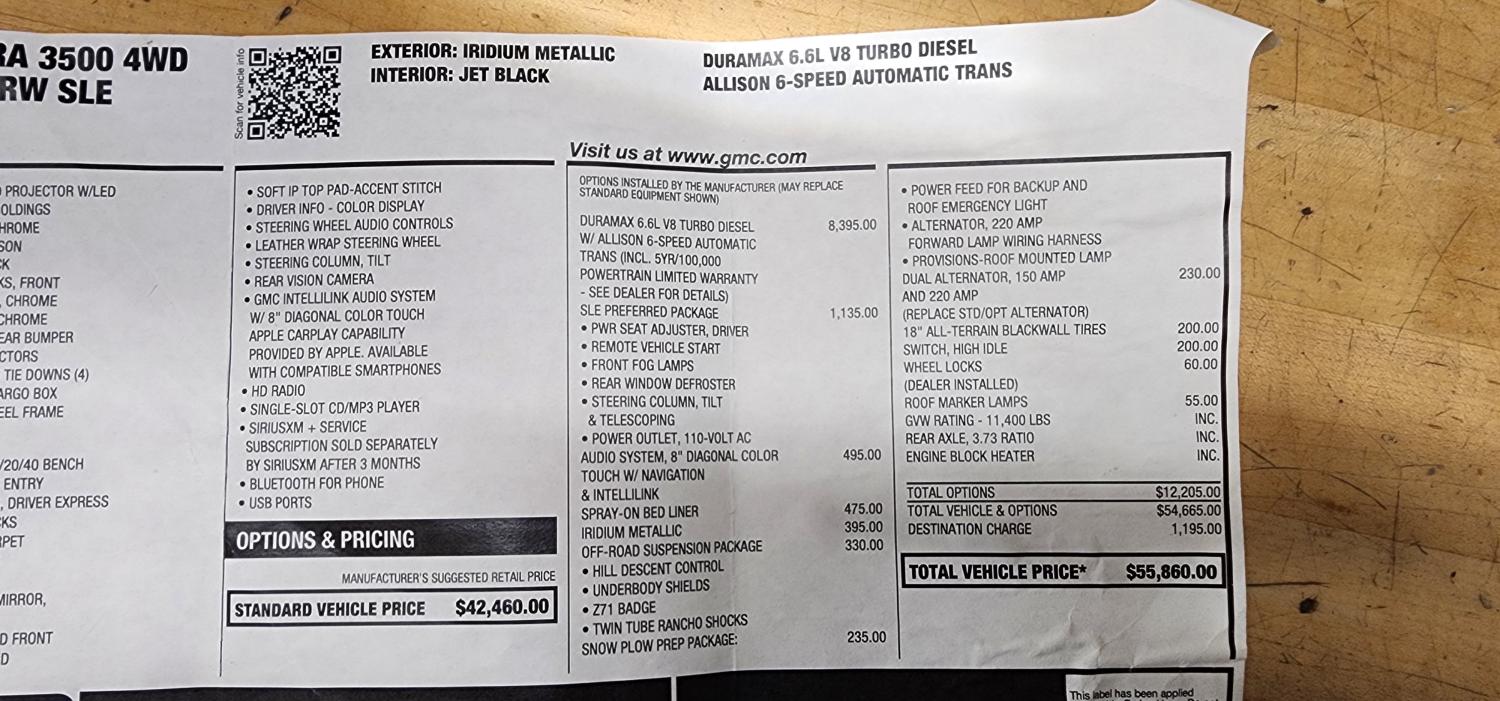 RA 3500 4WD
RW SLE
Scan for vehicle info
EXTERIOR: IRIDIUM METALLIC
INTERIOR: JET BLACK
DURAMAX 6.6L V8 TURBO DIESEL
ALLISON 6-SPEED AUTOMATIC TRANS
Visit us at www.gmc.com
PROJECTOR W/LED
OLDINGS
HROME
SON
CK
KS, FRONT
, CHROME
CHROME
EAR BUMPER
CTORS
TIE DOWNS (4)
ARGO BOX
EEL FRAME
/20/40 BENCH
ENTRY
, DRIVER EXPRESS
CKS
RPET
MIRROR,
D FRONT
D
• SOFT IP TOP PAD-ACCENT STITCH
• DRIVER INFO - COLOR DISPLAY
• STEERING WHEEL AUDIO CONTROLS
• LEATHER WRAP STEERING WHEEL
• STEERING COLUMN, TILT
• REAR VISION CAMERA
• GMC INTELLILINK AUDIO SYSTEM
W/ 8" DIAGONAL COLOR TOUCH
APPLE CARPLAY CAPABILITY
PROVIDED BY APPLE. AVAILABLE
WITH COMPATIBLE SMARTPHONES
• HD RADIO
• SINGLE-SLOT CD/MP3 PLAYER
• SIRIUSXM + SERVICE
SUBSCRIPTION SOLD SEPARATELY
BY SIRIUSXM AFTER 3 MONTHS
• BLUETOOTH FOR PHONE
• USB PORTS
OPTIONS & PRICING
MANUFACTURER'S SUGGESTED RETAIL PRICE
STANDARD VEHICLE PRICE $42,460.00
OPTIONS INSTALLED BY THE MANUFACTURER (MAY REPLACE
STANDARD EQUIPMENT SHOWN)
DURAMAX 6.6L V8 TURBO DIESEL 8,395.00
W/ ALLISON 6-SPEED AUTOMATIC
TRANS (INCL. 5YR/100,000
POWERTRAIN LIMITED WARRANTY
- SEE DEALER FOR DETAILS)
SLE PREFERRED PACKAGE 1,135.00
• PWR SEAT ADJUSTER, DRIVER
• REMOTE VEHICLE START
• FRONT FOG LAMPS
• REAR WINDOW DEFROSTER
• STEERING COLUMN, TILT
& TELESCOPING
• POWER OUTLET, 110-VOLT AC
AUDIO SYSTEM, 8" DIAGONAL COLOR 495.00
TOUCH W/ NAVIGATION
& INTELLILINK
SPRAY-ON BED LINER 475.00
IRIDIUM METALLIC 395.00
OFF-ROAD SUSPENSION PACKAGE 330.00
• HILL DESCENT CONTROL
• UNDERBODY SHIELDS
• Z71 BADGE
• TWIN TUBE RANCHO SHOCKS
SNOW PLOW PREP PACKAGE: 235.00
• POWER FEED FOR BACKUP AND
ROOF EMERGENCY LIGHT
• ALTERNATOR, 220 AMP
FORWARD LAMP WIRING HARNESS
• PROVISIONS-ROOF MOUNTED LAMP
DUAL ALTERNATOR, 150 AMP 230.00
AND 220 AMP
(REPLACE STD/OPT ALTERNATOR)
18" ALL-TERRAIN BLACKWALL TIRES 200.00
SWITCH, HIGH IDLE 200.00
WHEEL LOCKS 60.00
(DEALER INSTALLED)
ROOF MARKER LAMPS 55.00
GVW RATING - 11,400 LBS INC.
REAR AXLE, 3.73 RATIO INC.
ENGINE BLOCK HEATER INC.
TOTAL OPTIONS $12,205.00
TOTAL VEHICLE & OPTIONS $54,665.00
DESTINATION CHARGE 1,195.00
TOTAL VEHICLE PRICE* $55,860.00
This label has been applied